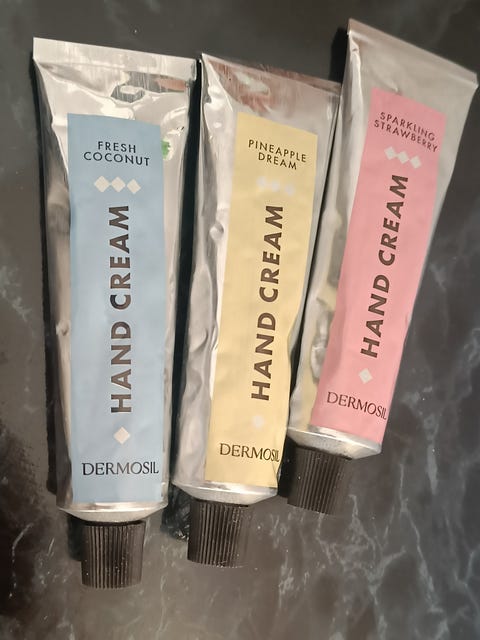 FRESH
COCONUT
HAND CREAM
DERMOSIL
PINEAPPLE
DREAM
HAND CREAM
DERMOSIL
SPARKLING
STRAWBERRY
HAND CREAM
DERMOSIL